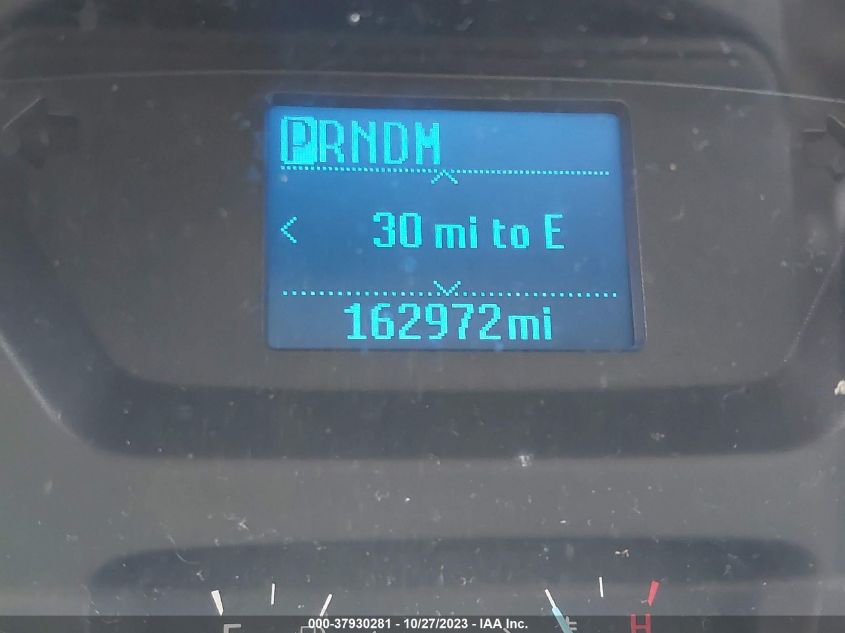 PRNDM
< 30 mi to E
162972mi
H
000-37930281 - 10/27/2023 - IAA Inc.